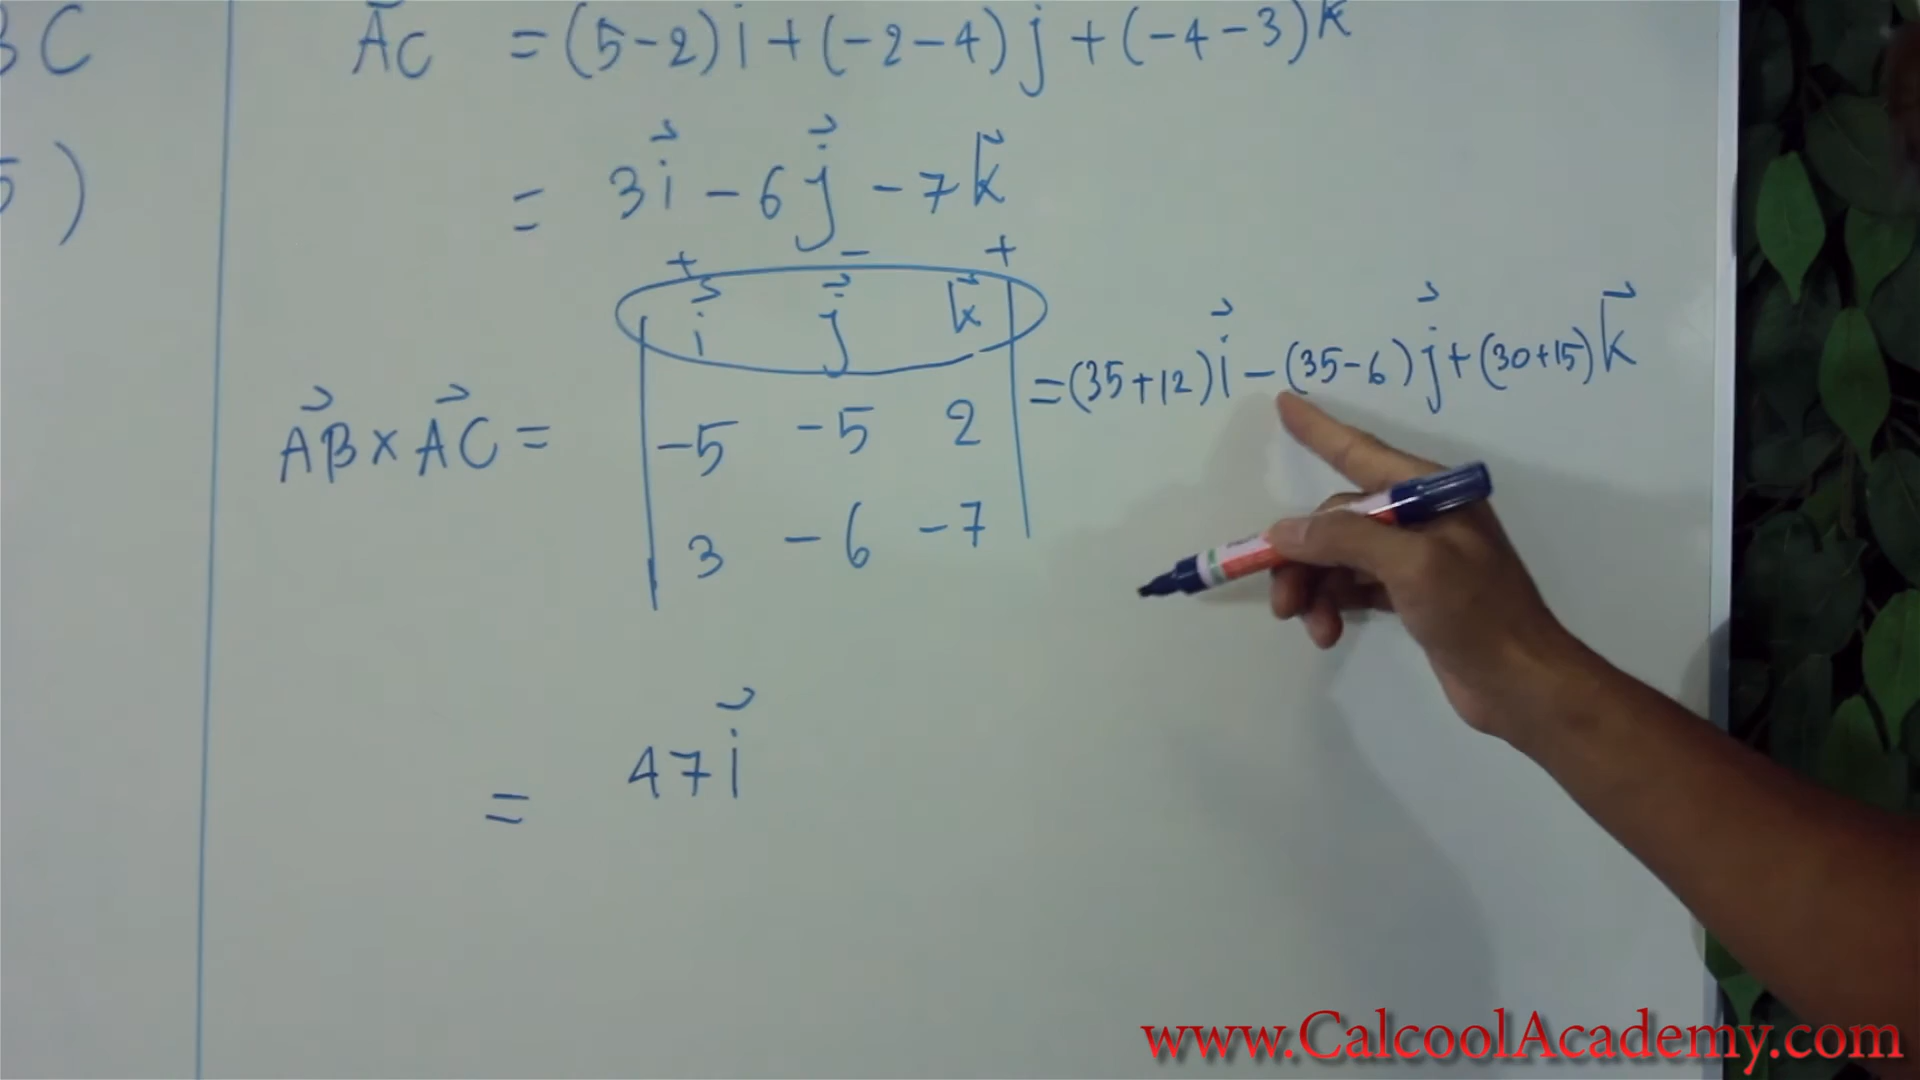 BC
5)
AC = (5-2)i + (-2-4)j + (-4-3)k
= 3i - 6j - 7k
+ - +
i j k
AB × AC = -5 -5 2 = (35+12)i - (35-6)j + (30+15)k
3 -6 -7
= 47i
www.CalcoolAcademy.com